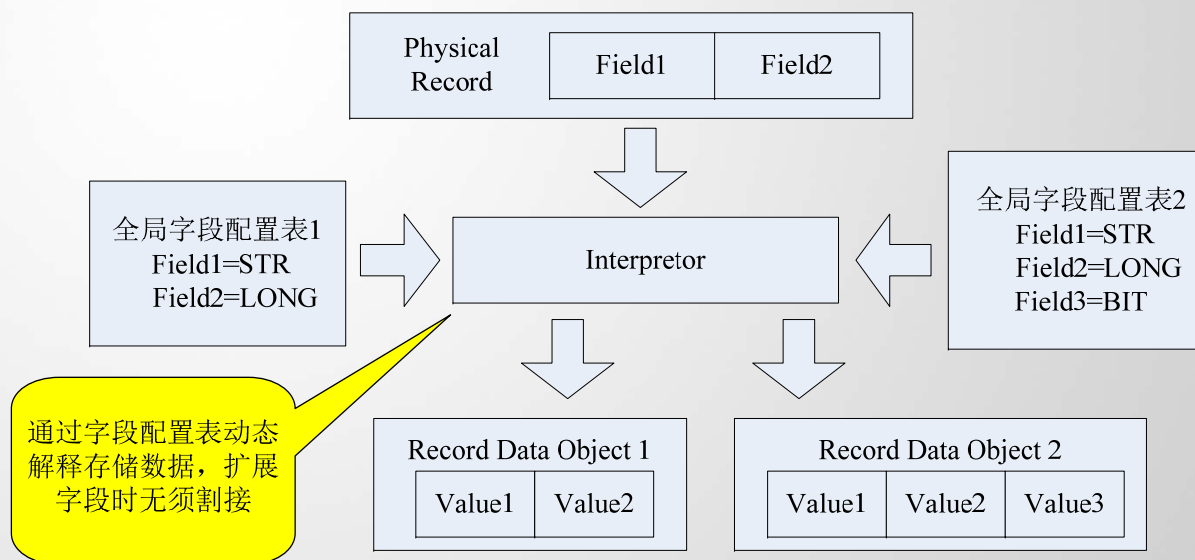 Physical
Record
Field1
Field2
全局字段配置表1
Field1=STR
Field2=LONG
Interpretor
全局字段配置表2
Field1=STR
Field2=LONG
Field3=BIT
通过字段配置表动态
解释存储数据，扩展
字段时无须割接
Record Data Object 1
Value1
Value2
Record Data Object 2
Value1
Value2
Value3